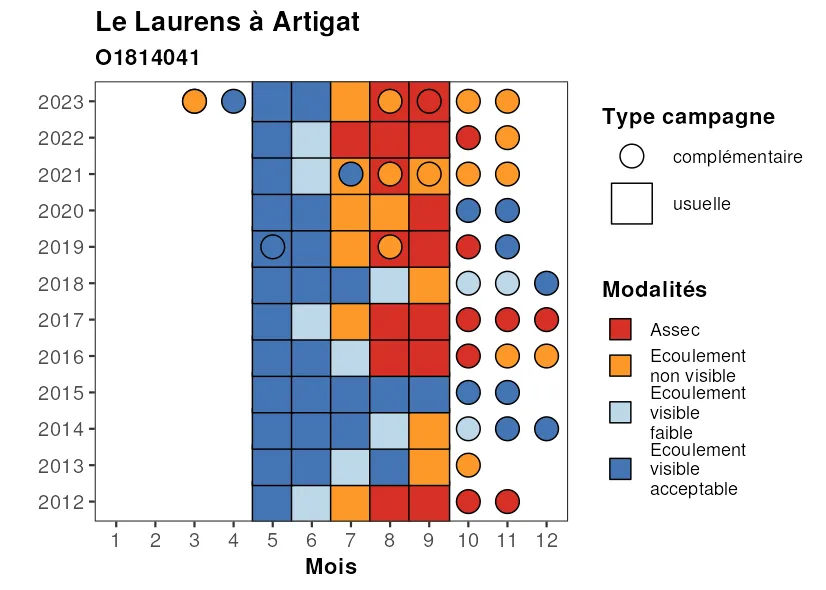 Le Laurens à Artigat
O1814041
2023
2022
2021
2020
2019
2018
2017
2016
2015
2014
2013
2012
1 2 3 4 5 6 7 8 9 10 11 12
Mois
Type campagne
complémentaire
usuelle
Modalités
Assec
Ecoulement
non visible
Ecoulement
visible
faible
Ecoulement
visible
acceptable